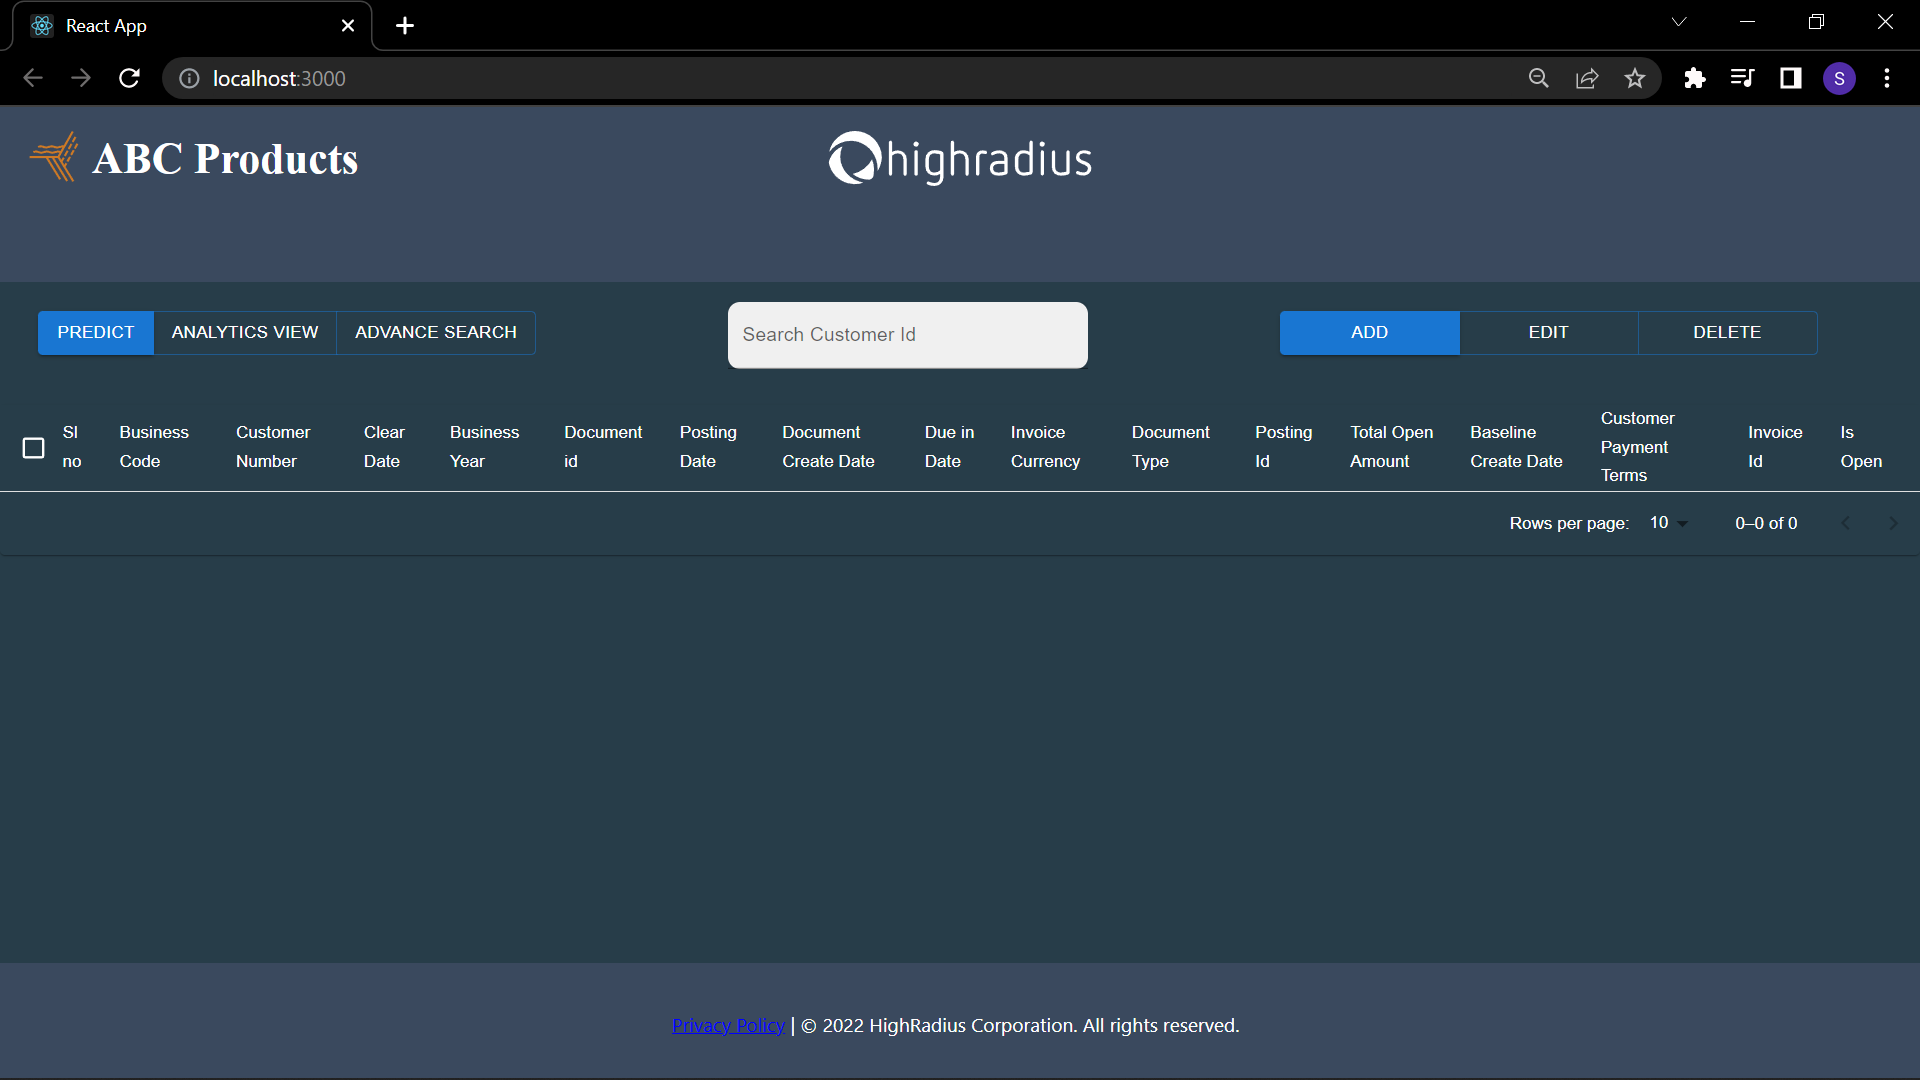 React App
localhost:3000
S
ABC Products
highradius
PREDICT ANALYTICS VIEW ADVANCE SEARCH
Search Customer Id
ADD EDIT DELETE
Sl no
Business Code
Customer Number
Clear Date
Business Year
Document id
Posting Date
Document Create Date
Due in Date
Invoice Currency
Document Type
Posting Id
Total Open Amount
Baseline Create Date
Customer Payment Terms
Invoice Id
Is Open
Rows per page: 10 0–0 of 0
Privacy Policy | © 2022 HighRadius Corporation. All rights reserved.